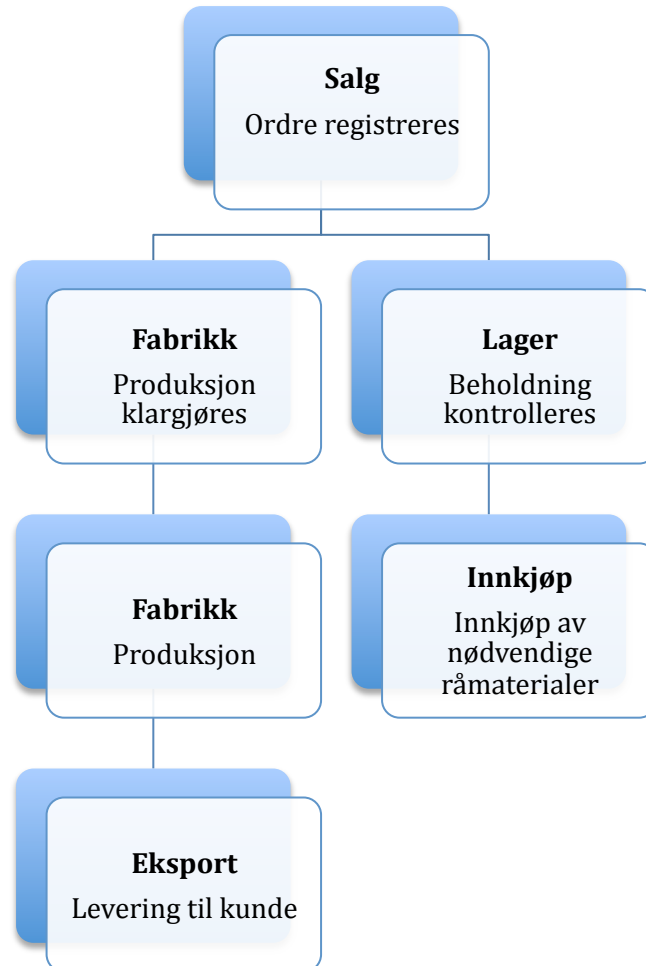 Salg
Ordre registreres
Fabrikk
Produksjon
klargjøres
Lager
Beholdning
kontrolleres
Fabrikk
Produksjon
Innkjøp
Innkjøp av
nødvendige
råmaterialer
Eksport
Levering til kunde